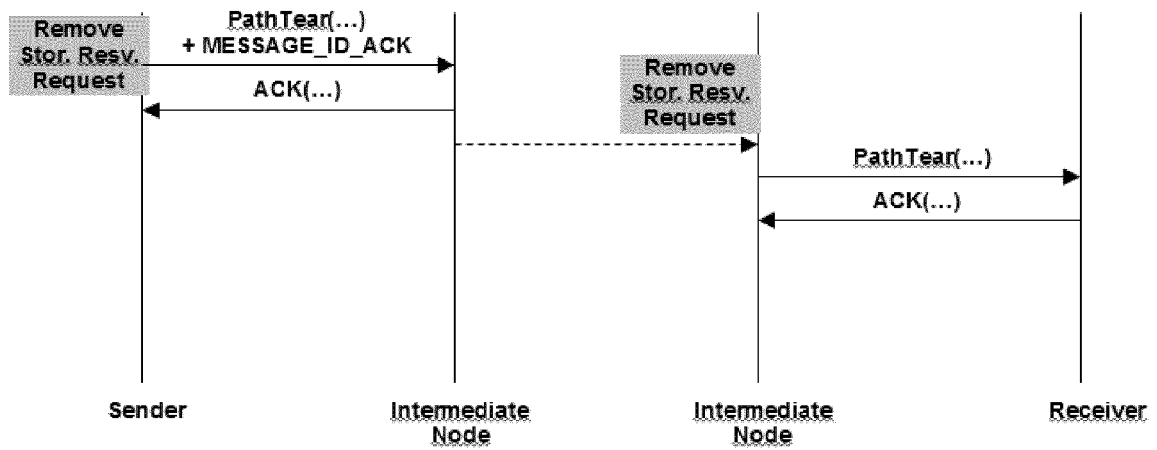 Remove
Stor. Resv.
Request
PathTear(...)
+ MESSAGE_ID_ACK
ACK(...)
Remove
Stor. Resv.
Request
PathTear(...)
ACK(...)
Sender
Intermediate
Node
Intermediate
Node
Receiver